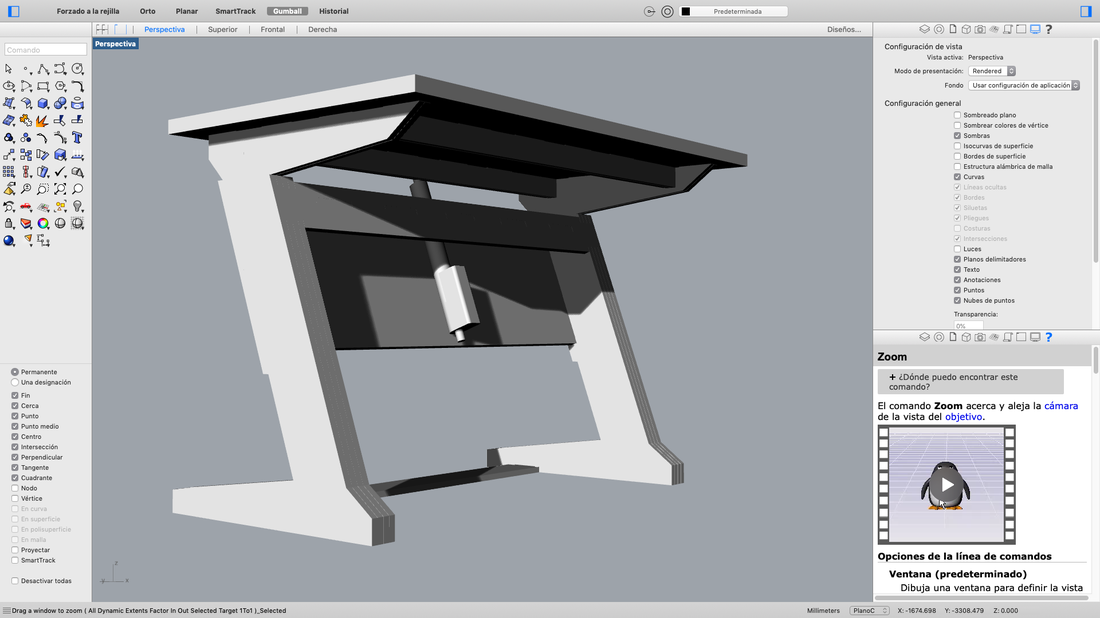 Forzado a la rejilla Orto Planar SmartTrack Gumball Historial Predeterminada
Perspectiva Superior Frontal Derecha Diseños...
Perspectiva
Comando
Permanente
Una designación
Fin
Cerca
Punto
Punto medio
Centro
Intersección
Perpendicular
Tangente
Cuadrante
Nodo
Vértice
En curva
En superficie
En polisuperficie
En malla
Proyectar
SmartTrack
Desactivar todas
z
x
Configuración de vista
Vista activa: Perspectiva
Modo de presentación: Rendered
Fondo Usar configuración de aplicación
Configuración general
Sombreado plano
Sombrear colores de vértice
Sombras
Isocurvas de superficie
Bordes de superficie
Estructura alámbrica de malla
Curvas
Líneas ocultas
Bordes
Siluetas
Pliegues
Costuras
Intersecciones
Luces
Planos delimitadores
Texto
Anotaciones
Puntos
Nubes de puntos
Transparencia:
0%
Zoom
+ ¿Dónde puedo encontrar este
comando?
El comando Zoom acerca y aleja la cámara
de la vista del objetivo.
Opciones de la línea de comandos
Ventana (predeterminado)
Dibuja una ventana para definir la vista
Drag a window to zoom ( All Dynamic Extents Factor In Out Selected Target 1To1 )_Selected Millimeters PlanoC X: -1674.698 Y: -3308.479 Z: 0.000